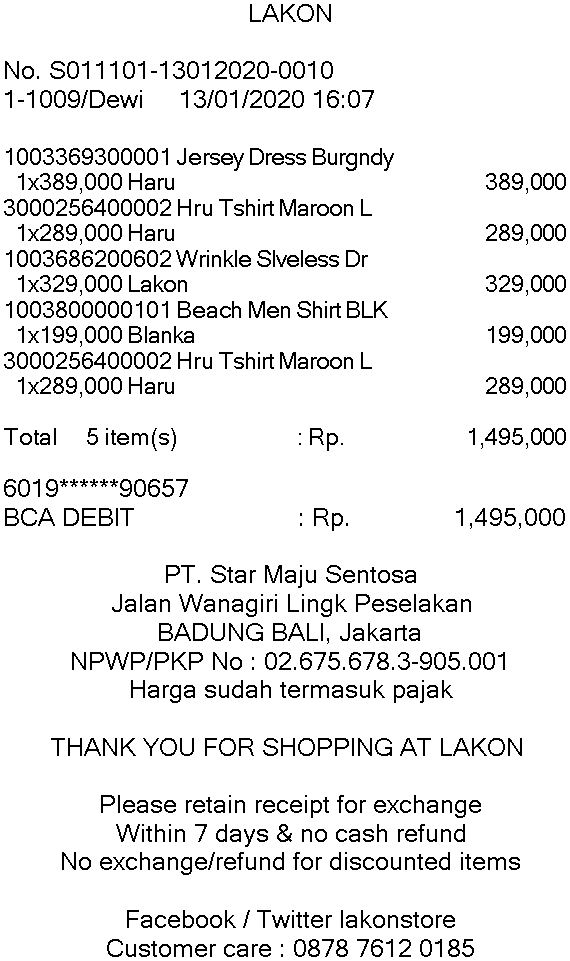 LAKON
No. S011101-13012020-0010
1-1009/Dewi 13/01/2020 16:07
1003369300001 Jersey Dress Burgndy
1x389,000 Haru 389,000
3000256400002 Hru Tshirt Maroon L
1x289,000 Haru 289,000
1003686200602 Wrinkle Slveless Dr
1x329,000 Lakon 329,000
1003800000101 Beach Men Shirt BLK
1x199,000 Blanka 199,000
3000256400002 Hru Tshirt Maroon L
1x289,000 Haru 289,000
Total 5 item(s) : Rp. 1,495,000
6019******90657
BCA DEBIT : Rp. 1,495,000
PT. Star Maju Sentosa
Jalan Wanagiri Lingk Peselakan
BADUNG BALI, Jakarta
NPWP/PKP No : 02.675.678.3-905.001
Harga sudah termasuk pajak
THANK YOU FOR SHOPPING AT LAKON
Please retain receipt for exchange
Within 7 days & no cash refund
No exchange/refund for discounted items
Facebook / Twitter lakonstore
Customer care : 0878 7612 0185